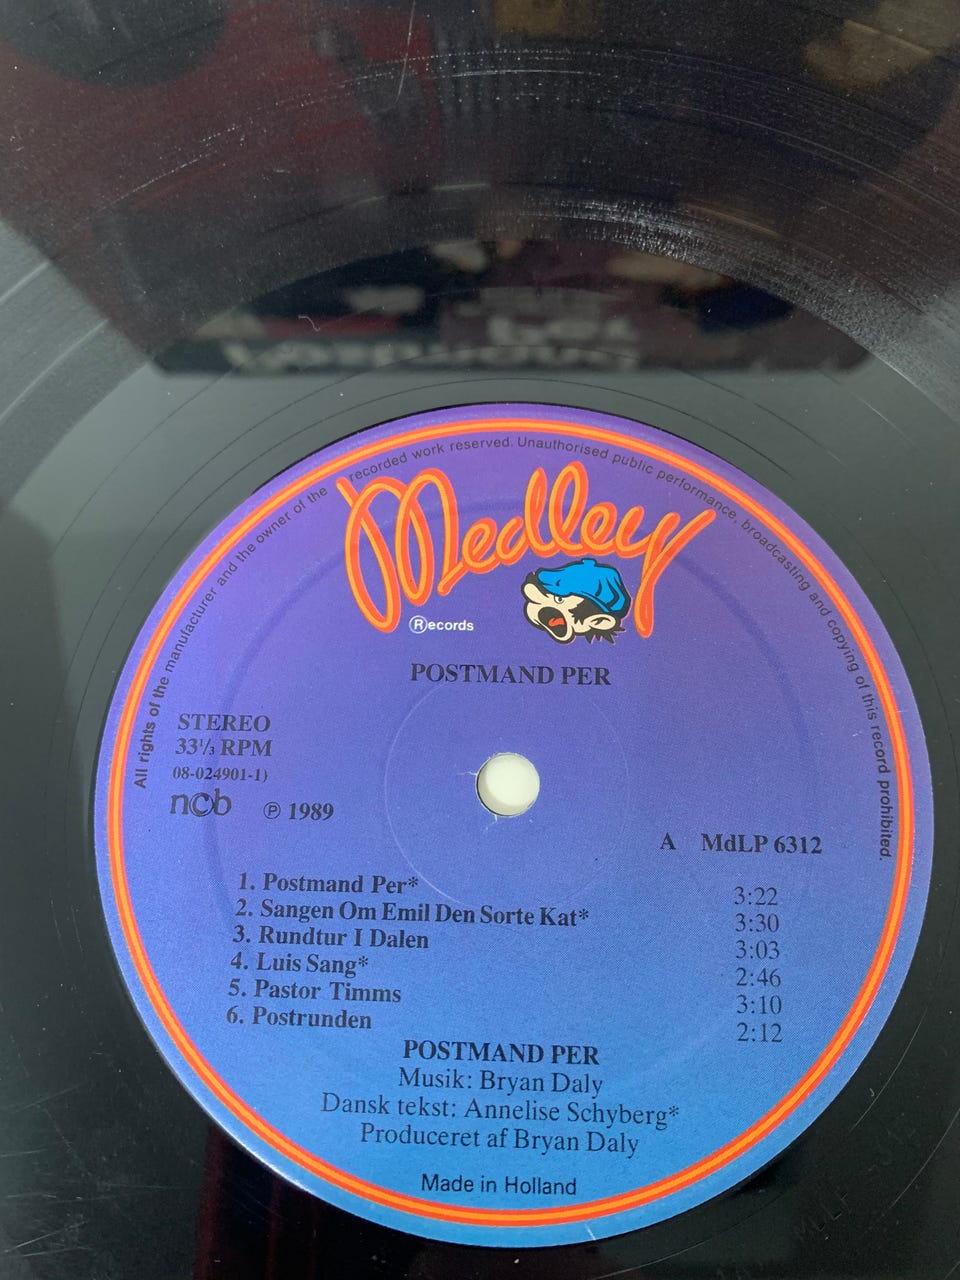 All rights of the manufacturer and the owner of the recorded work reserved. Unauthorised public performance, broadcasting and copying of this record prohibited.
Medley
®ecords
POSTMAND PER
STEREO
33⅓ RPM
08-024901-1)
ncb ℗ 1989
A MdLP 6312
1. Postmand Per* 3:22
2. Sangen Om Emil Den Sorte Kat* 3:30
3. Rundtur I Dalen 3:03
4. Luis Sang* 2:46
5. Pastor Timms 3:10
6. Postrunden 2:12
POSTMAND PER
Musik: Bryan Daly
Dansk tekst: Annelise Schyberg*
Produceret af Bryan Daly
Made in Holland